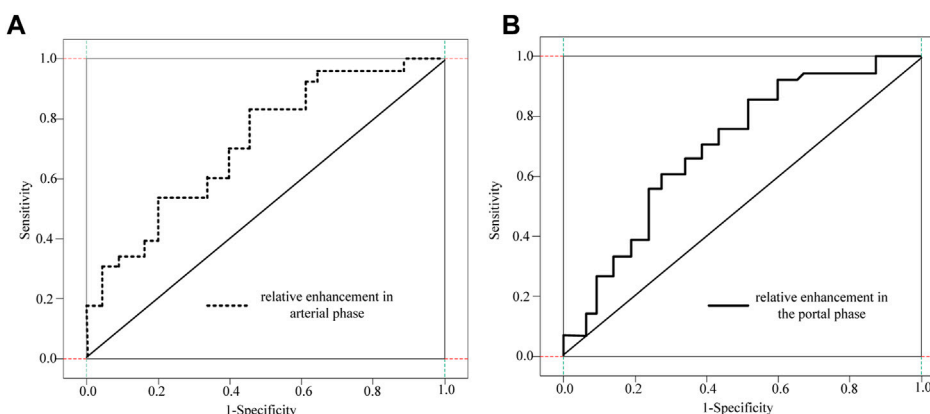 A
1.0
0.8
0.6
0.4
0.2
0.0
Sensitivity
relative enhancement in
arterial phase
0.0 0.2 0.4 0.6 0.8 1.0
1-Specificity
B
1.0
0.8
0.6
0.4
0.2
0.0
Sensitivity
relative enhancement in
the portal phase
0.0 0.2 0.4 0.6 0.8 1.0
1-Specificity